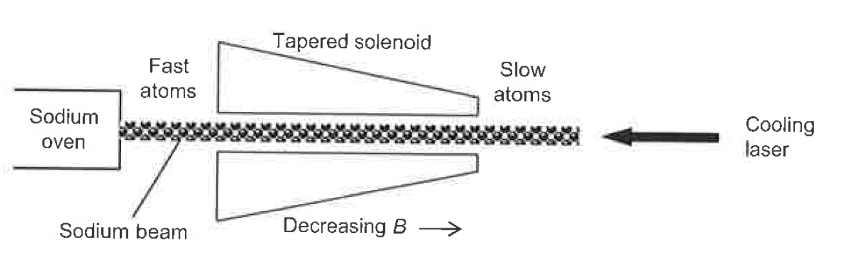 Tapered solenoid
Fast
atoms
Slow
atoms
Sodium
oven
Cooling
laser
Sodium beam
Decreasing B